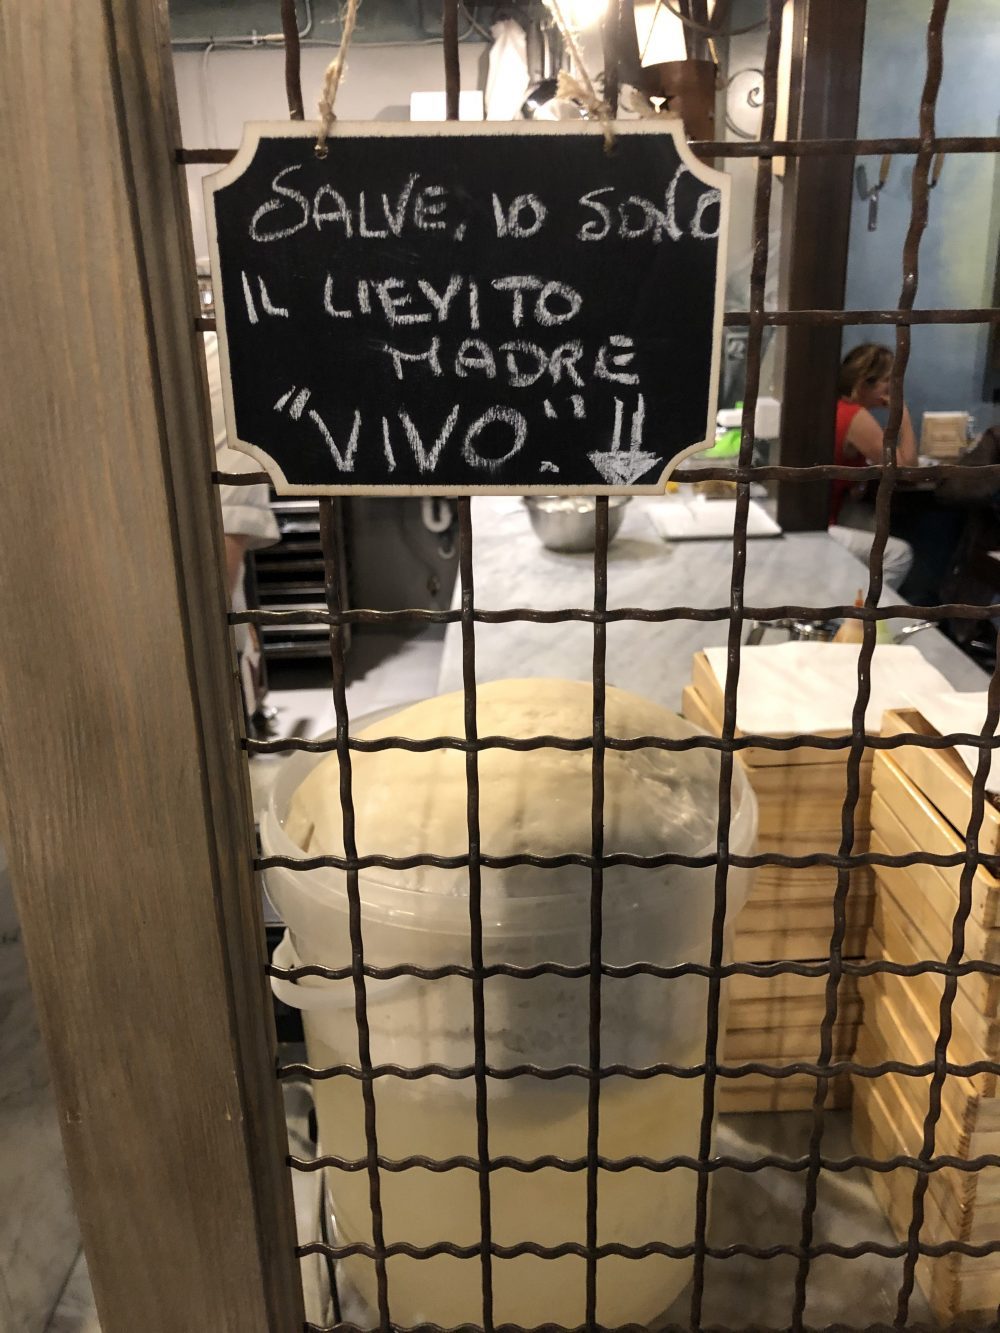 SALVE, IO SONO
IL LIEVITO
MADRE
"VIVO."